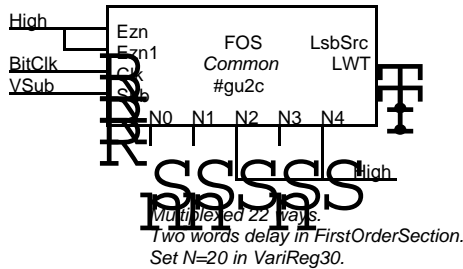 High
Ezn
FOS
LsbSrc
Ezn1
Common
LWT
BitClk
Clk
#gu2c
VSub
N0 N1 N2 N3 N4
High
Multiplexed 22 ways.
Two words delay in FirstOrderSection.
Set N=20 in VariReg30.